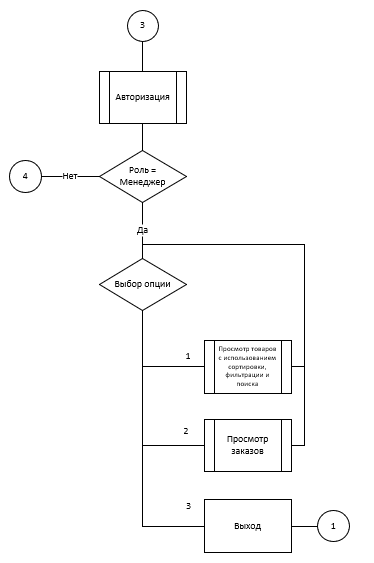 3
Авторизация
Роль =
Менеджер
4
Нет
Да
Выбор опции
1
Просмотр товаров
с использованием
сортировки,
фильтрации и
поиска
2
Просмотр
заказов
3
Выход
1